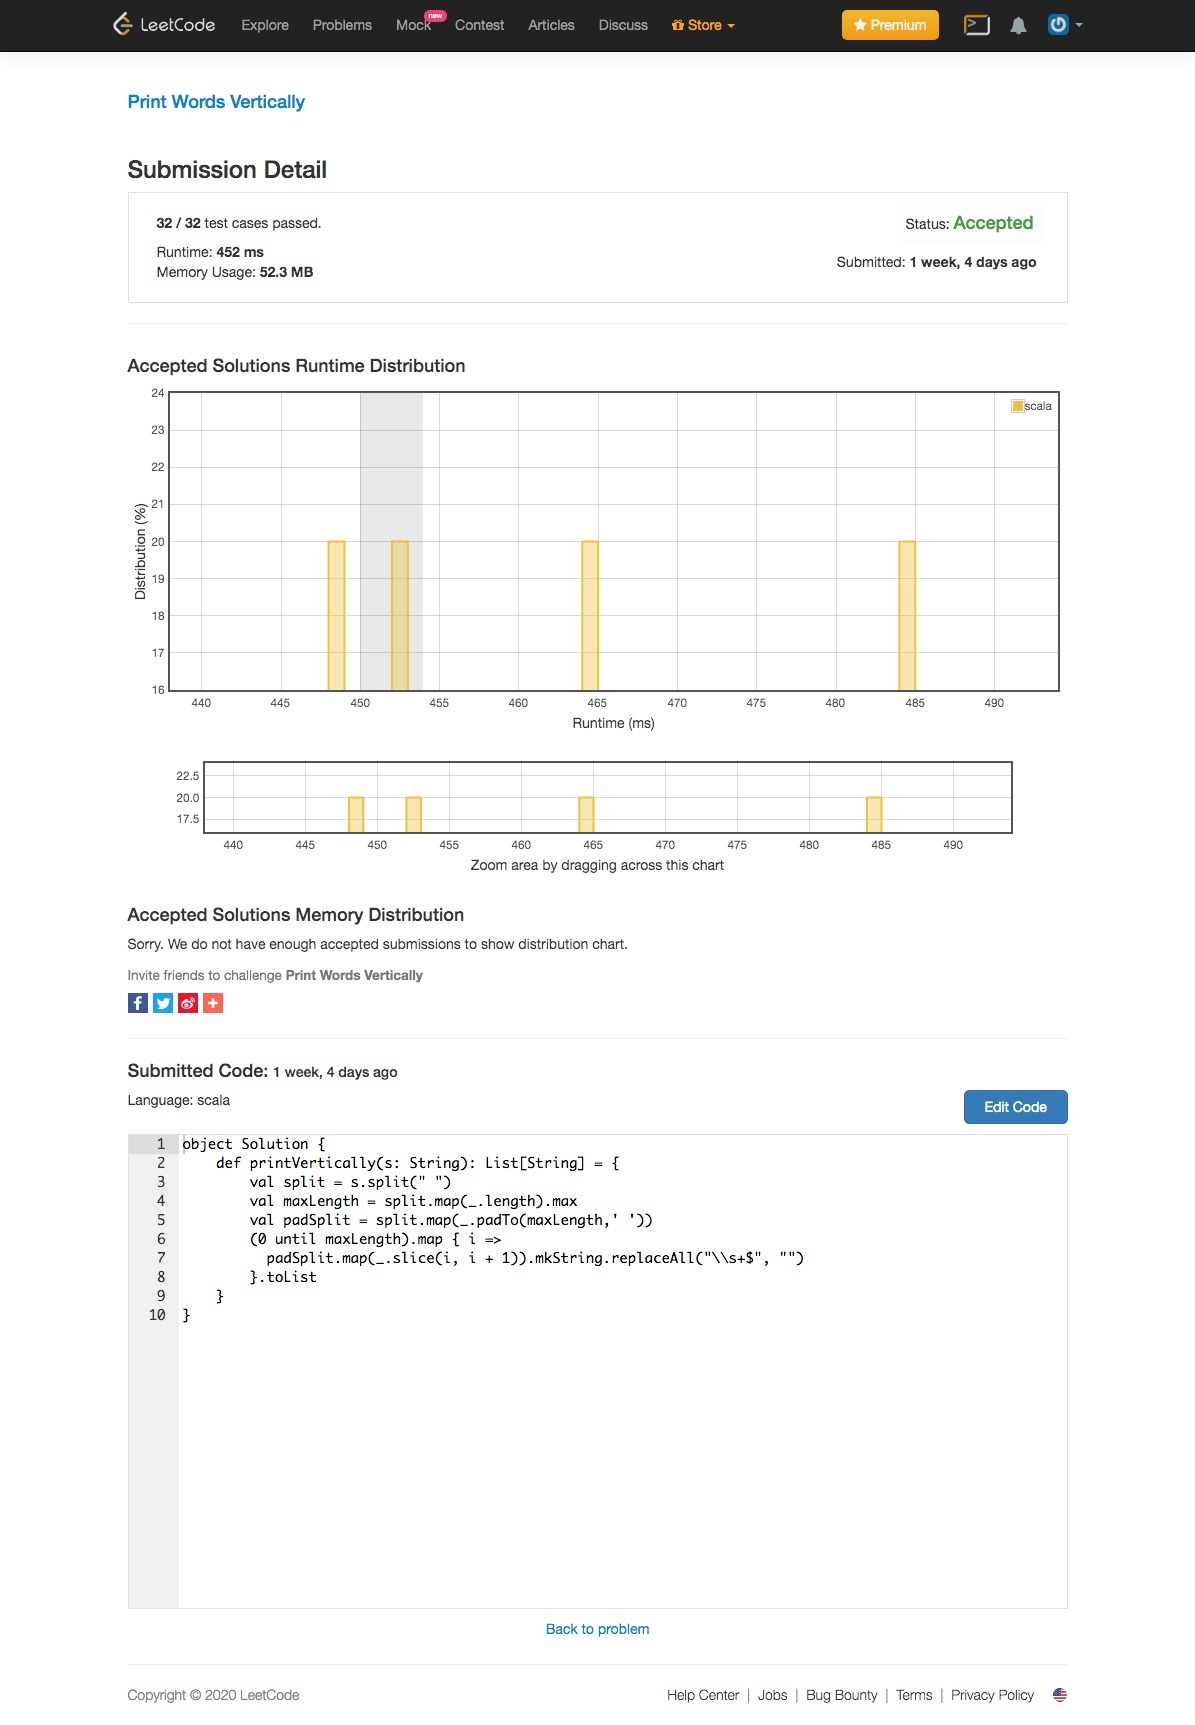 LeetCode Explore Problems Mock new Contest Articles Discuss Store Premium
Print Words Vertically
Submission Detail
32 / 32 test cases passed.
Status: Accepted
Runtime: 452 ms
Memory Usage: 52.3 MB
Submitted: 1 week, 4 days ago
Accepted Solutions Runtime Distribution
24
23
22
21
20
19
18
17
16
Distribution (%)
scala
440 445 450 455 460 465 470 475 480 485 490
Runtime (ms)
22.5
20.0
17.5
440 445 450 455 460 465 470 475 480 485 490
Zoom area by dragging across this chart
Accepted Solutions Memory Distribution
Sorry. We do not have enough accepted submissions to show distribution chart.
Invite friends to challenge Print Words Vertically
Submitted Code: 1 week, 4 days ago
Language: scala
Edit Code
1 object Solution {
2     def printVertically(s: String): List[String] = {
3         val split = s.split(" ")
4         val maxLength = split.map(_.length).max
5         val padSplit = split.map(_.padTo(maxLength,' '))
6         (0 until maxLength).map { i =>
7           padSplit.map(_.slice(i, i + 1)).mkString.replaceAll("\\s+$", "")
8         }.toList
9     }
10 }
Back to problem
Copyright © 2020 LeetCode
Help Center | Jobs | Bug Bounty | Terms | Privacy Policy